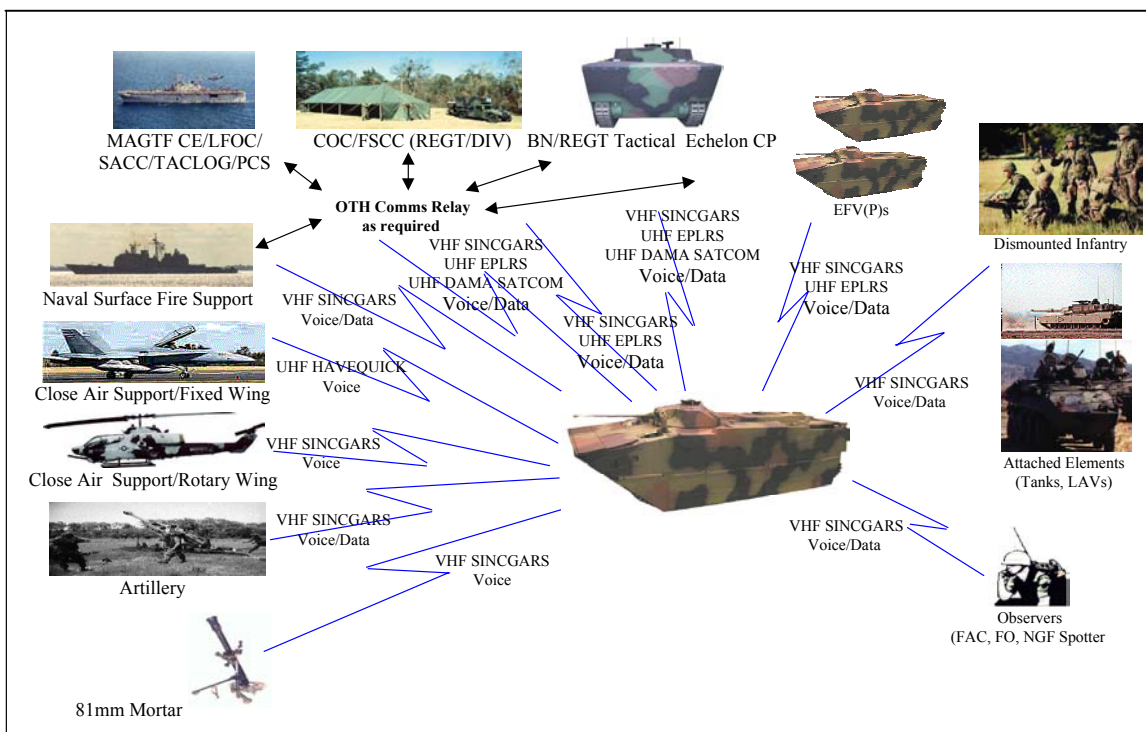 MAGTF CE/LFOC/
SACC/TACLOG/PCS
COC/FSCC (REGT/DIV)
BN/REGT Tactical Echelon CP
EFV(P)s
Dismounted Infantry
OTH Comms Relay
as required
Naval Surface Fire Support
VHF SINCGARS
Voice/Data
VHF SINCGARS
UHF EPLRS
UHF DAMA SATCOM
Voice/Data
VHF SINCGARS
UHF EPLRS
Voice/Data
VHF SINCGARS
UHF EPLRS
UHF DAMA SATCOM
Voice/Data
VHF SINCGARS
UHF EPLRS
Voice/Data
Close Air Support/Fixed Wing
UHF HAVEQUICK
Voice
VHF SINCGARS
Voice/Data
Close Air Support/Rotary Wing
VHF SINCGARS
Voice
Attached Elements
(Tanks, LAVs)
Artillery
VHF SINCGARS
Voice/Data
VHF SINCGARS
Voice
VHF SINCGARS
Voice/Data
Observers
(FAC, FO, NGF Spotter
81mm Mortar